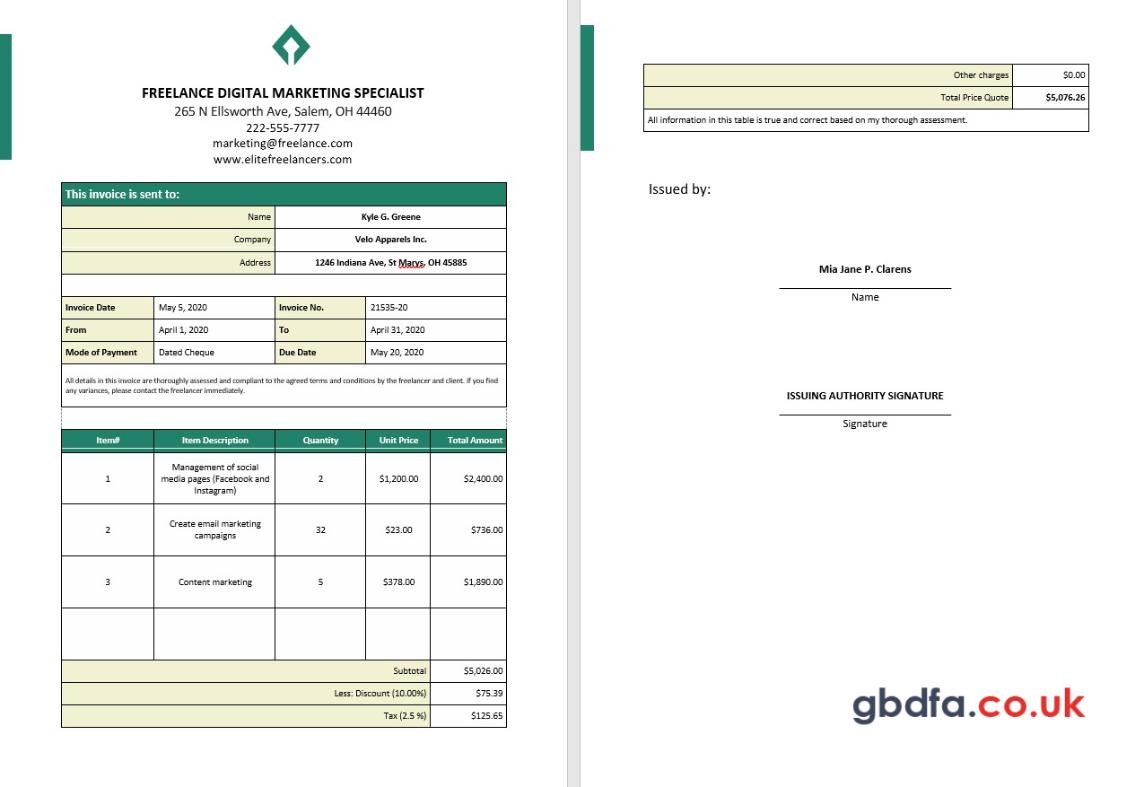 FREELANCE DIGITAL MARKETING SPECIALIST
265 N Ellsworth Ave, Salem, OH 44460
222-555-7777
marketing@freelance.com
www.elitefreelancers.com
This invoice is sent to:
Name Kyle G. Greene
Company Velo Apparels Inc.
Address 1246 Indiana Ave, St Marys, OH 45885
Invoice Date May 5, 2020 Invoice No. 21535-20
From April 1, 2020 To April 31, 2020
Mode of Payment Dated Cheque Due Date May 20, 2020
All details in this invoice are thoroughly assessed and compliant to the agreed terms and conditions by the freelancer and client. If you find
any variances, please contact the freelancer immediately.
Item# Item Description Quantity Unit Price Total Amount
1 Management of social
media pages (Facebook and
Instagram) 2 $1,200.00 $2,400.00
2 Create email marketing
campaigns 32 $23.00 $736.00
3 Content marketing 5 $378.00 $1,890.00
Subtotal $5,026.00
Less: Discount (10.00%) $75.39
Tax (2.5 %) $125.65
Other charges $0.00
Total Price Quote $5,076.26
All information in this table is true and correct based on my thorough assessment.
Issued by:
Mia Jane P. Clarens
Name
ISSUING AUTHORITY SIGNATURE
Signature
gbdfa.co.uk